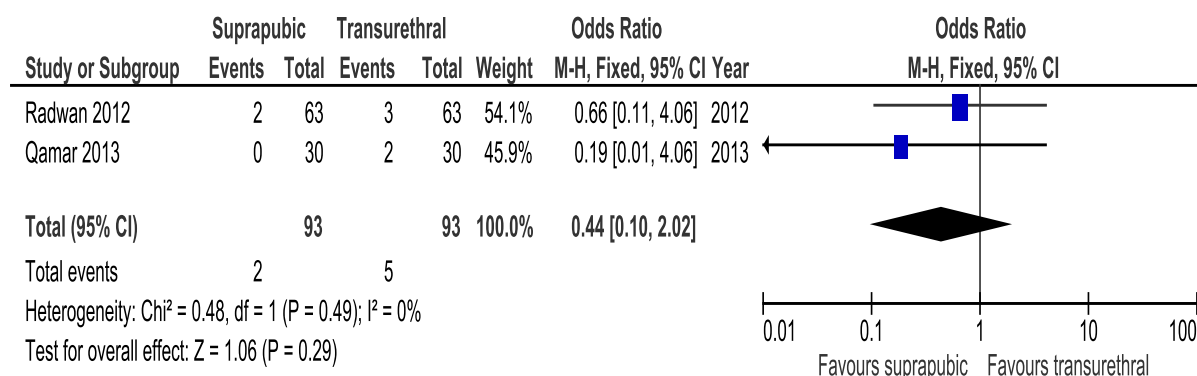 Suprapubic Transurethral Odds Ratio Odds Ratio
Study or Subgroup Events Total Events Total Weight M-H, Fixed, 95% CI Year M-H, Fixed, 95% CI
Radwan 2012 2 63 3 63 54.1% 0.66 [0.11, 4.06] 2012
Qamar 2013 0 30 2 30 45.9% 0.19 [0.01, 4.06] 2013
Total (95% CI) 93 93 100.0% 0.44 [0.10, 2.02]
Total events 2 5
Heterogeneity: Chi² = 0.48, df = 1 (P = 0.49); I² = 0%
Test for overall effect: Z = 1.06 (P = 0.29)
0.01 0.1 1 10 100
Favours suprapubic Favours transurethral